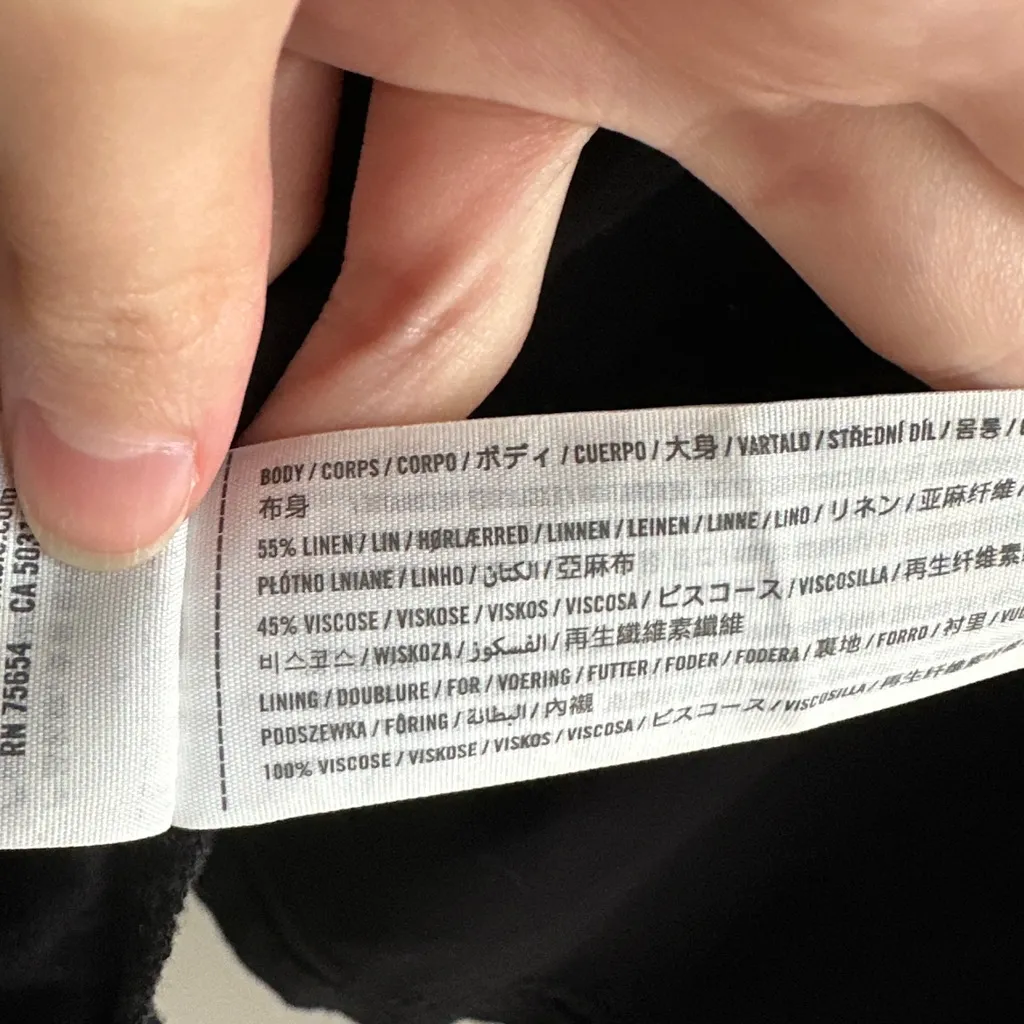 BODY / CORPS / CORPO / ボディ / CUERPO / 大身 / VARTALO / STŘEDNÍ DÍL / 몸통 /
布身
55% LINEN / LIN / HØRLÆRRED / LINNEN / LEINEN / LINNE / LINO / リネン / 亚麻纤维 /
PŁÓTNO LNIANE / LINHO / الكتان / 亞麻布
45% VISCOSE / VISKOSE / VISKOS / VISCOSA / ビスコース / VISCOSILLA / 再生纤维素
비스코스 / WISKOZA / الفسكوز / 再生纖維素纖維
LINING / DOUBLURE / FOR / VOERING / FUTTER / FODER / FODERA / 裏地 / FORRO / 衬里 /
PODSZEWKA / FÔRING / البطانة / 內襯
100% VISCOSE / VISKOSE / VISKOS / VISCOSA / ビスコース / VISCOSILLA / 再生纤维素
RN 75654